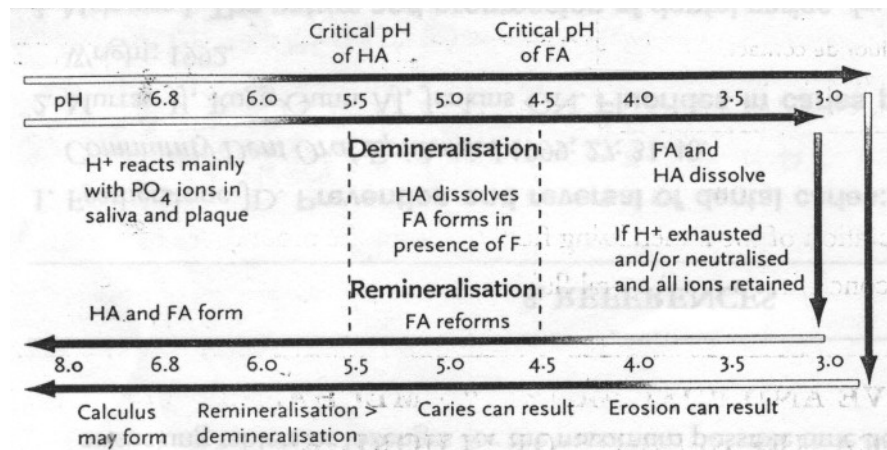 Critical pH of HA
Critical pH of FA
pH 6.8 6.0 5.5 5.0 4.5 4.0 3.5 3.0
Demineralisation
H+ reacts mainly
with PO4 ions in
saliva and plaque
HA dissolves
FA forms in
presence of F
FA and
HA dissolve
If H+ exhausted
and/or neutralised
and all ions retained
Remineralisation
HA and FA form
FA reforms
8.0 6.8 6.0 5.5 5.0 4.5 4.0 3.5 3.0
Calculus
may form
Remineralisation >
demineralisation
Caries can result
Erosion can result